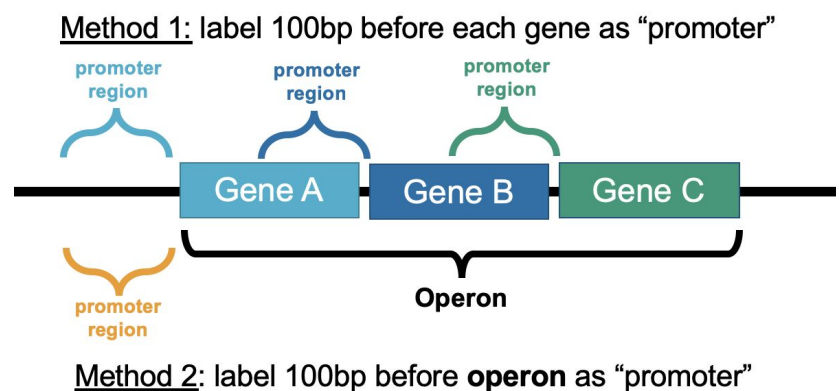 Method 1: label 100bp before each gene as “promoter”
promoter
region
promoter
region
promoter
region
Gene A
Gene B
Gene C
promoter
region
Operon
Method 2: label 100bp before operon as “promoter”